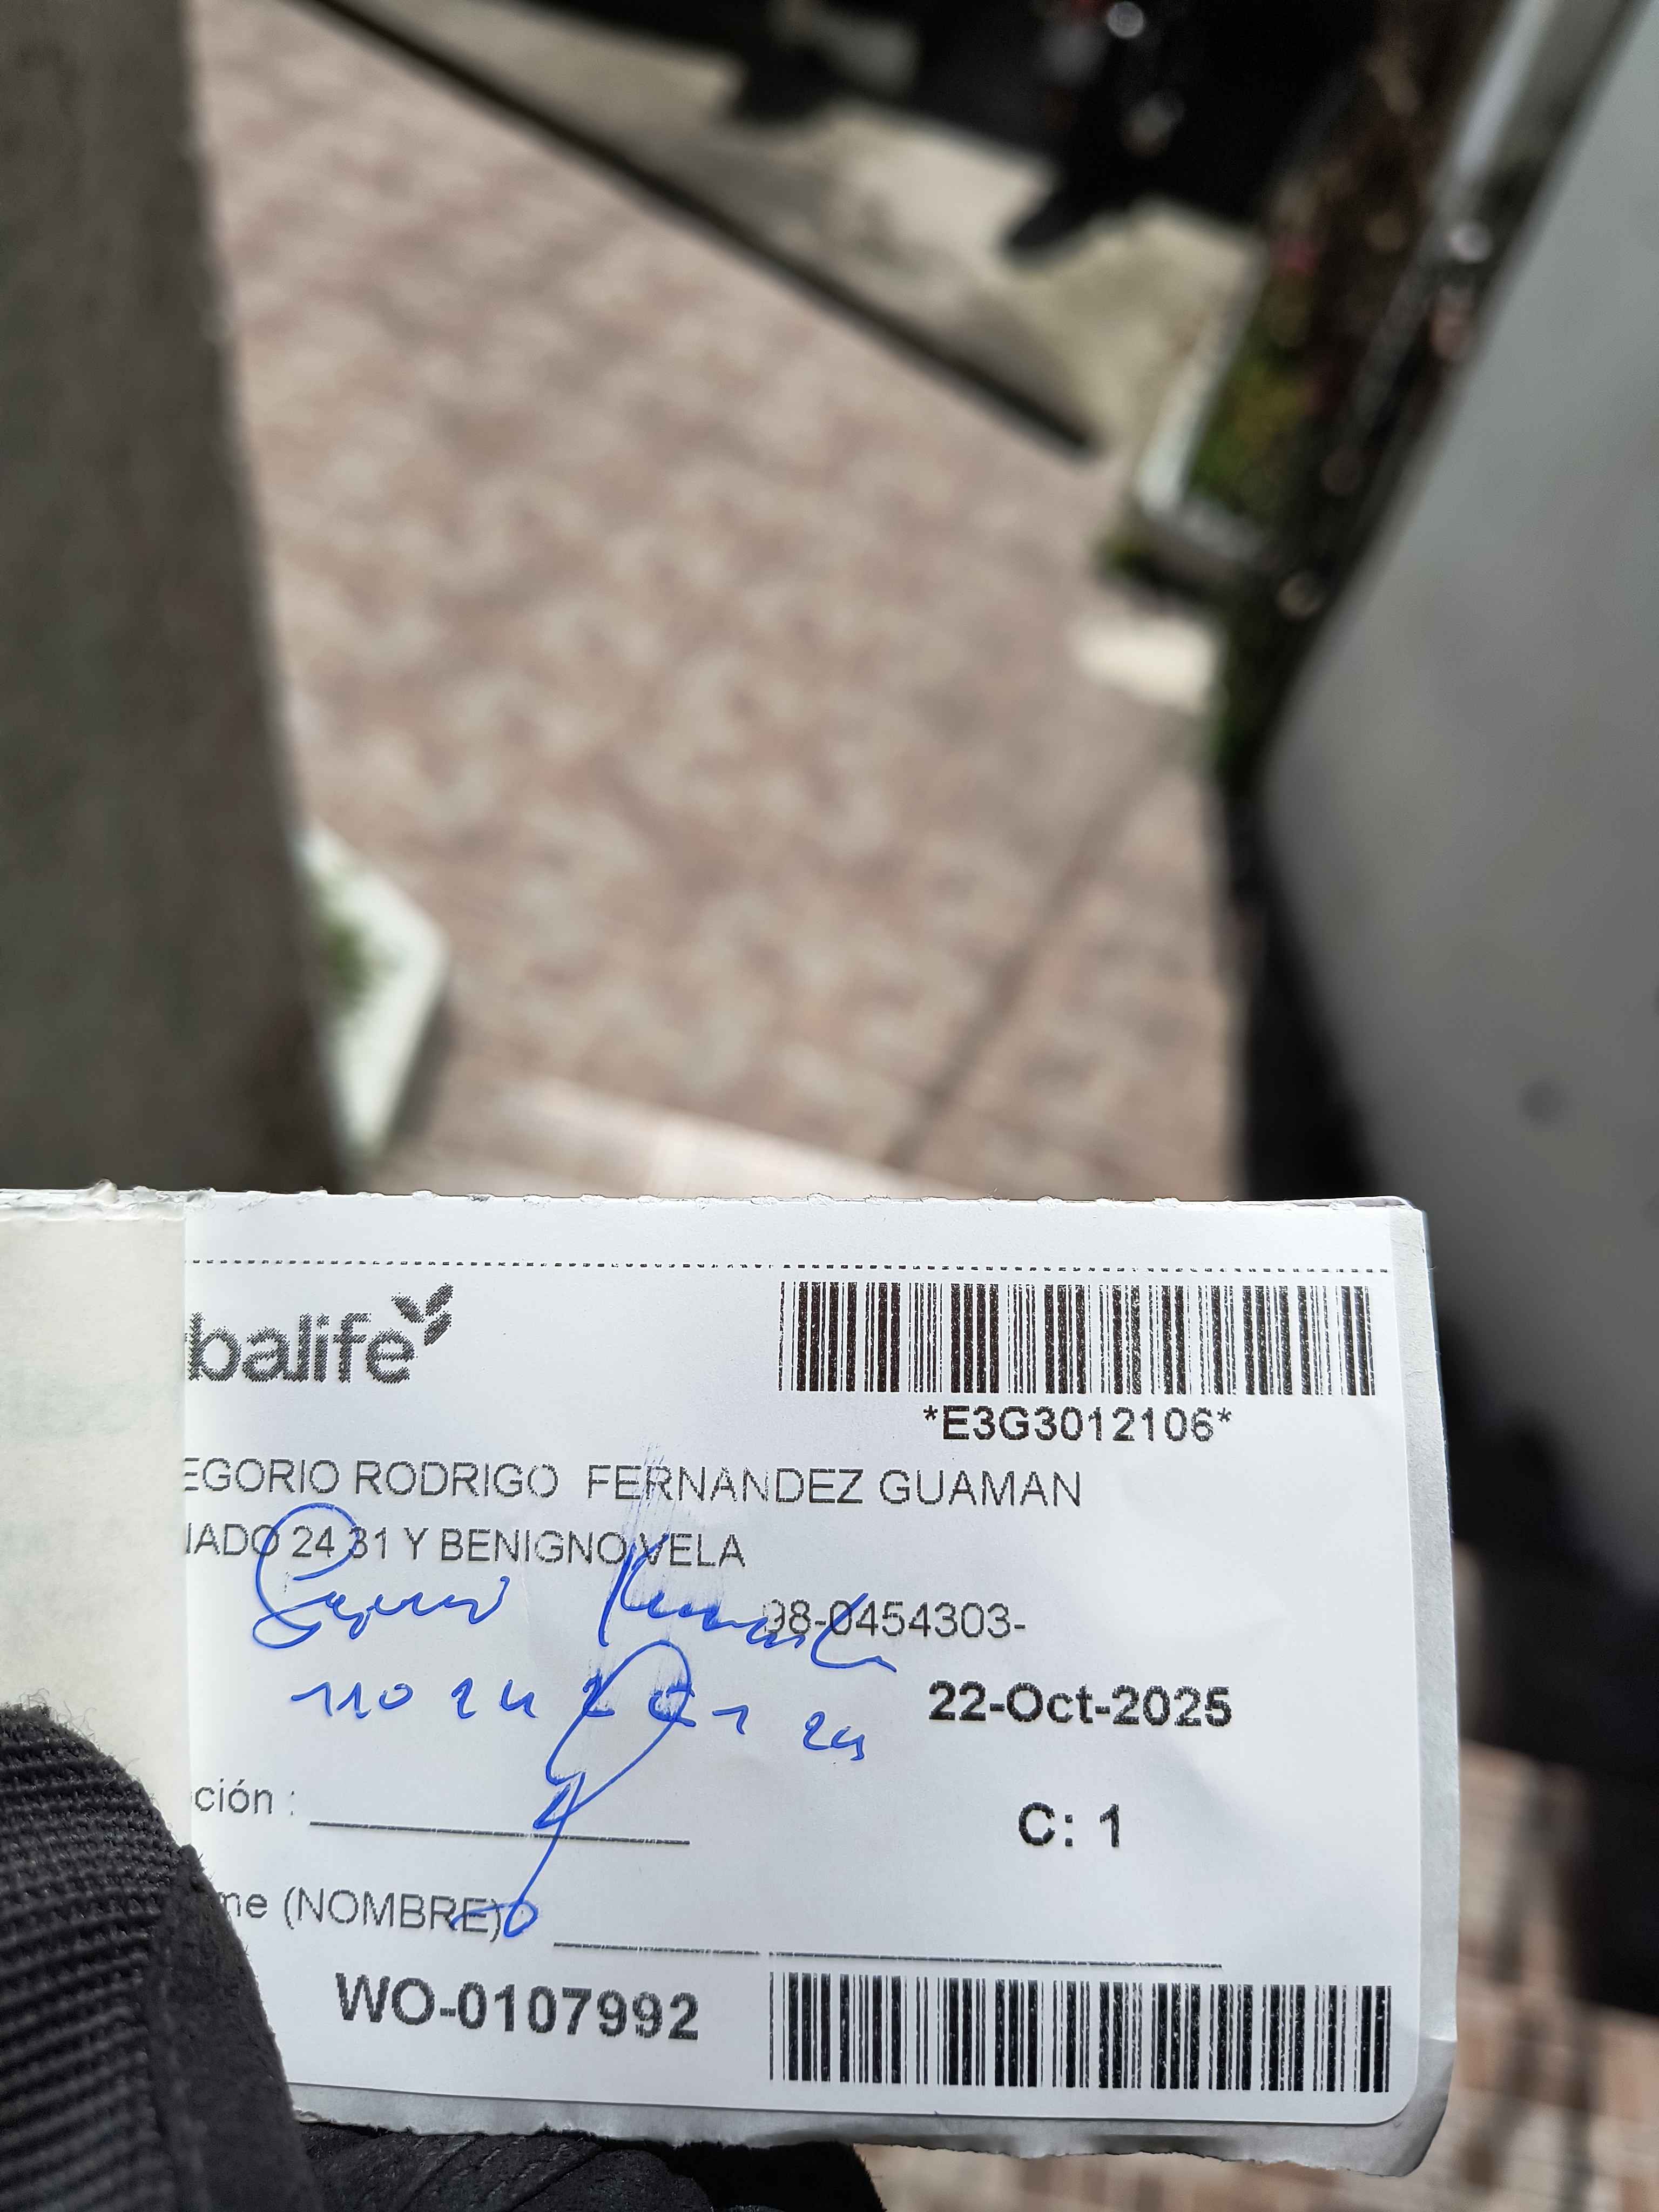 rbalife
*E3G3012106*
EGORIO RODRIGO FERNANDEZ GUAMAN
NADO 24 31 Y BENIGNO VELA
98-0454303-
22-Oct-2025
ción :
C: 1
me (NOMBRE)
WO-0107992